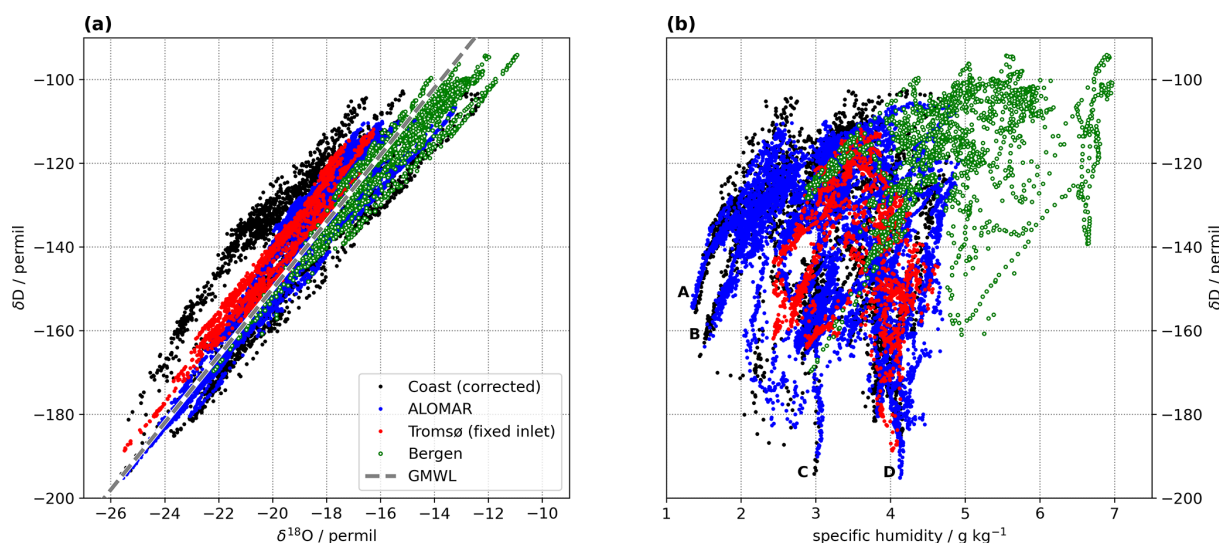 (a)
−100
−120
−140
−160
−180
−200
δD / permil
−26 −24 −22 −20 −18 −16 −14 −12 −10
δ¹⁸O / permil
Coast (corrected)
ALOMAR
Tromsø (fixed inlet)
Bergen
GMWL
(b)
A
B
C
D
−100
−120
−140
−160
−180
−200
δD / permil
1 2 3 4 5 6 7
specific humidity / g kg⁻¹